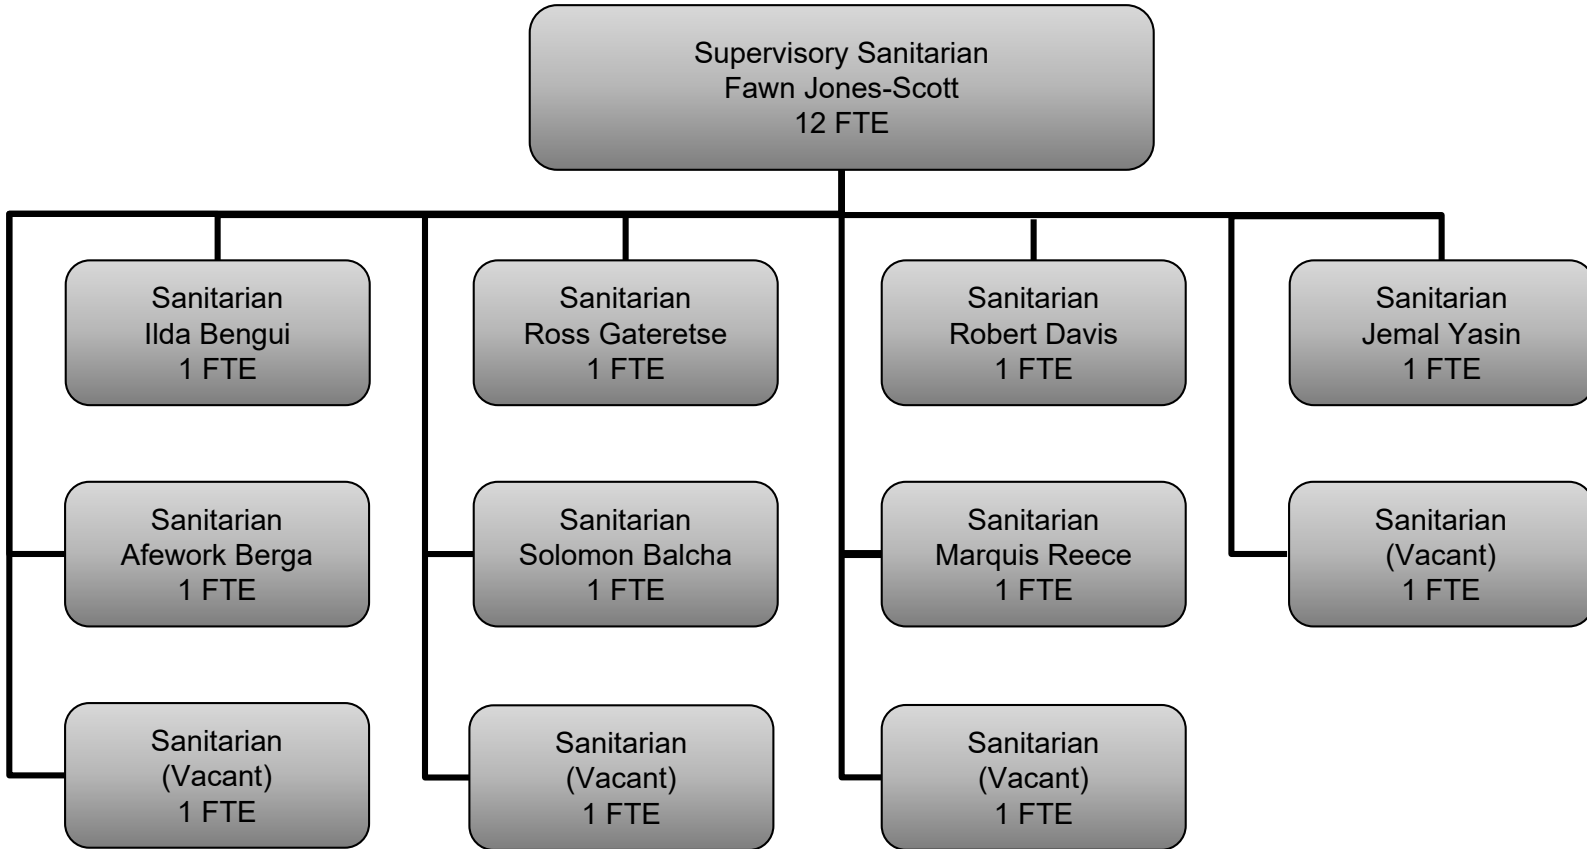 Supervisory Sanitarian
Fawn Jones-Scott
12 FTE
Sanitarian
Ilda Bengui
1 FTE
Sanitarian
Ross Gateretse
1 FTE
Sanitarian
Robert Davis
1 FTE
Sanitarian
Jemal Yasin
1 FTE
Sanitarian
Afework Berga
1 FTE
Sanitarian
Solomon Balcha
1 FTE
Sanitarian
Marquis Reece
1 FTE
Sanitarian
(Vacant)
1 FTE
Sanitarian
(Vacant)
1 FTE
Sanitarian
(Vacant)
1 FTE
Sanitarian
(Vacant)
1 FTE